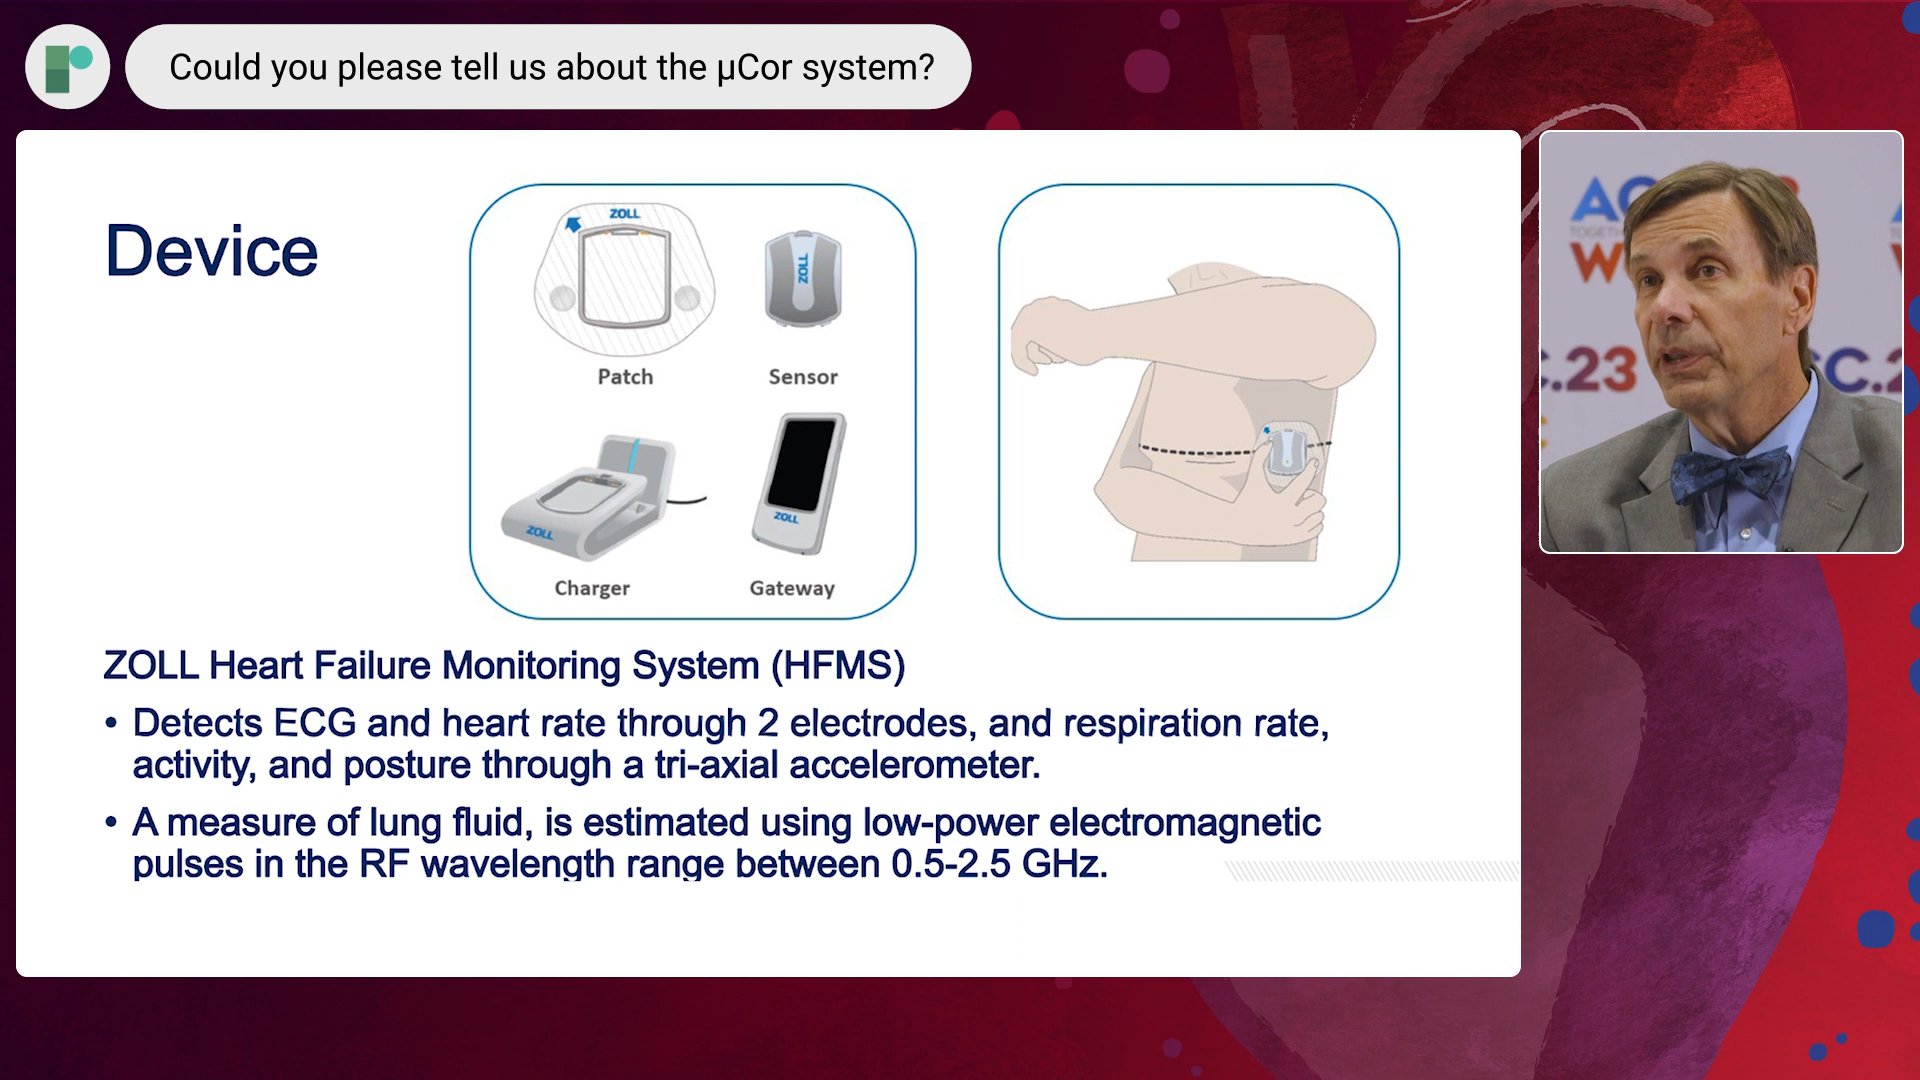 Could you please tell us about the µCor system?
Device
ZOLL
ZOLL
Patch
Sensor
ZOLL
ZOLL
Charger
Gateway
ZOLL Heart Failure Monitoring System (HFMS)
• Detects ECG and heart rate through 2 electrodes, and respiration rate,
activity, and posture through a tri-axial accelerometer.
• A measure of lung fluid, is estimated using low-power electromagnetic
pulses in the RF wavelength range between 0.5-2.5 GHz.